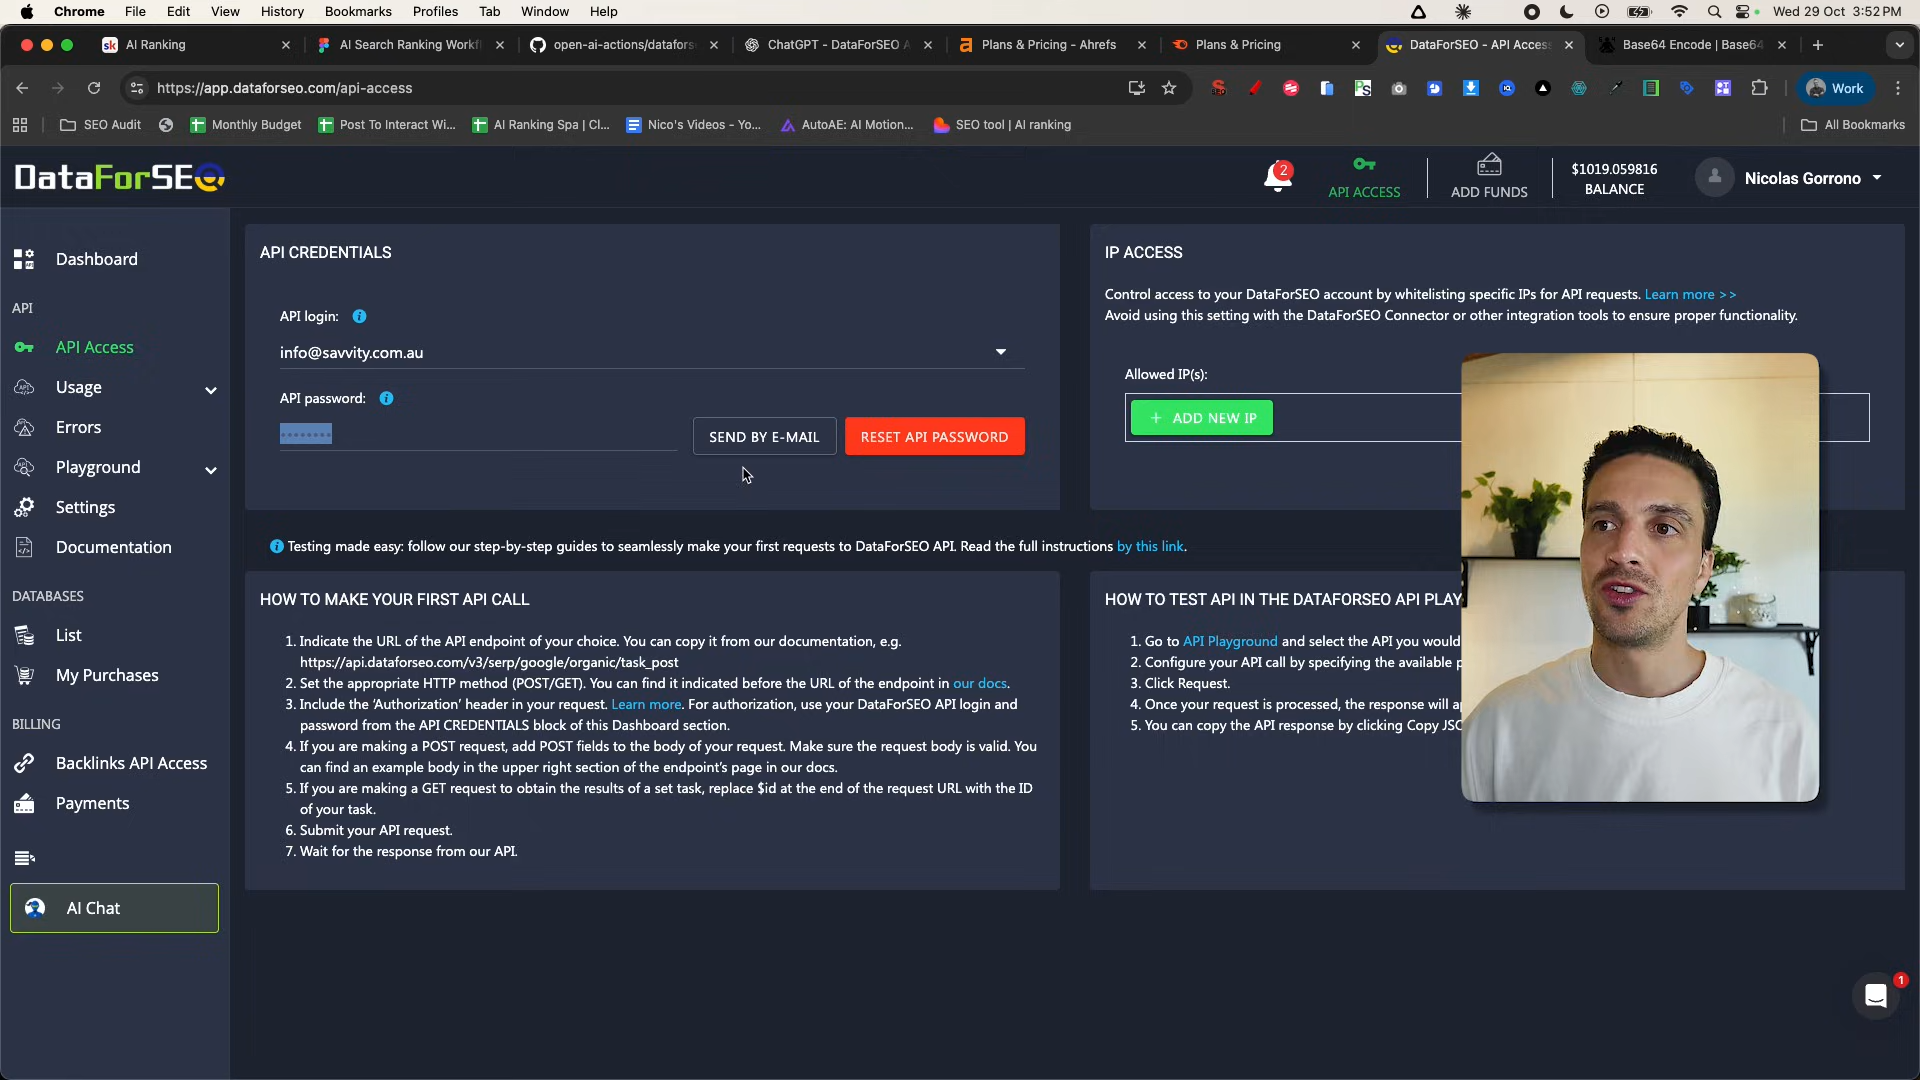 Chrome File Edit View History Bookmarks Profiles Tab Window Help Wed 29 Oct 3:52 PM
AI Ranking AI Search Ranking Workfl open-ai-actions/datafors ChatGPT - DataForSEO A Plans & Pricing - Ahrefs Plans & Pricing DataForSEO - API Access Base64 Encode | Base64
https://app.dataforseo.com/api-access Work
SEO Audit Monthly Budget Post To Interact Wi... AI Ranking Spa | Cl... Nico's Videos - Yo... AutoAE: AI Motion... SEO tool | AI ranking All Bookmarks
DataForSEO
2
API ACCESS
ADD FUNDS
$1019.059816
BALANCE
Nicolas Gorrono
Dashboard
API
API Access
Usage
Errors
Playground
Settings
Documentation
DATABASES
List
My Purchases
BILLING
Backlinks API Access
Payments
AI Chat
API CREDENTIALS
API login:
info@savvity.com.au
API password:
SEND BY E-MAIL RESET API PASSWORD
IP ACCESS
Control access to your DataForSEO account by whitelisting specific IPs for API requests. Learn more >>
Avoid using this setting with the DataForSEO Connector or other integration tools to ensure proper functionality.
Allowed IP(s):
+ ADD NEW IP
Testing made easy: follow our step-by-step guides to seamlessly make your first requests to DataForSEO API. Read the full instructions by this link.
HOW TO MAKE YOUR FIRST API CALL
1. Indicate the URL of the API endpoint of your choice. You can copy it from our documentation, e.g.
https://api.dataforseo.com/v3/serp/google/organic/task_post
2. Set the appropriate HTTP method (POST/GET). You can find it indicated before the URL of the endpoint in our docs.
3. Include the 'Authorization' header in your request. Learn more. For authorization, use your DataForSEO API login and
password from the API CREDENTIALS block of this Dashboard section.
4. If you are making a POST request, add POST fields to the body of your request. Make sure the request body is valid. You
can find an example body in the upper right section of the endpoint's page in our docs.
5. If you are making a GET request to obtain the results of a set task, replace $id at the end of the request URL with the ID
of your task.
6. Submit your API request.
7. Wait for the response from our API.
HOW TO TEST API IN THE DATAFORSEO API PLAY
1. Go to API Playground and select the API you would
2. Configure your API call by specifying the available p
3. Click Request.
4. Once your request is processed, the response will ap
5. You can copy the API response by clicking Copy JSO
1